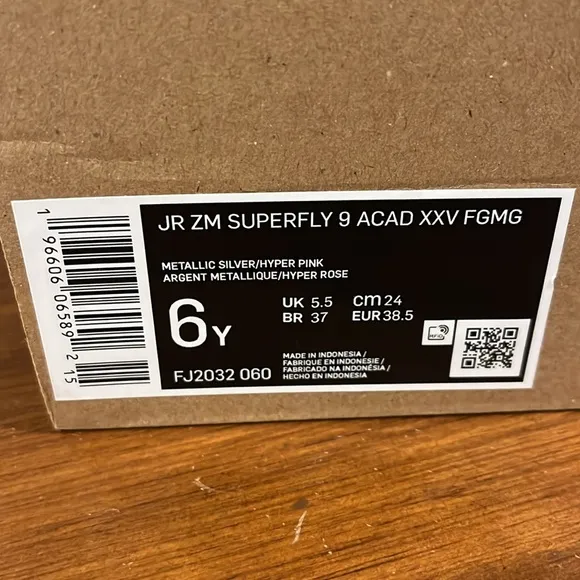 JR ZM SUPERFLY 9 ACAD XXV FGMG
METALLIC SILVER/HYPER PINK
ARGENT METALLIQUE/HYPER ROSE
6Y
UK 5.5 cm 24
BR 37 EUR 38.5
FJ2032 060
MADE IN INDONESIA /
FABRIQUE EN INDONESIE /
FABRICADO NA INDONÉSIA /
HECHO EN INDONESIA
RFID
1 96606 06589 2 15